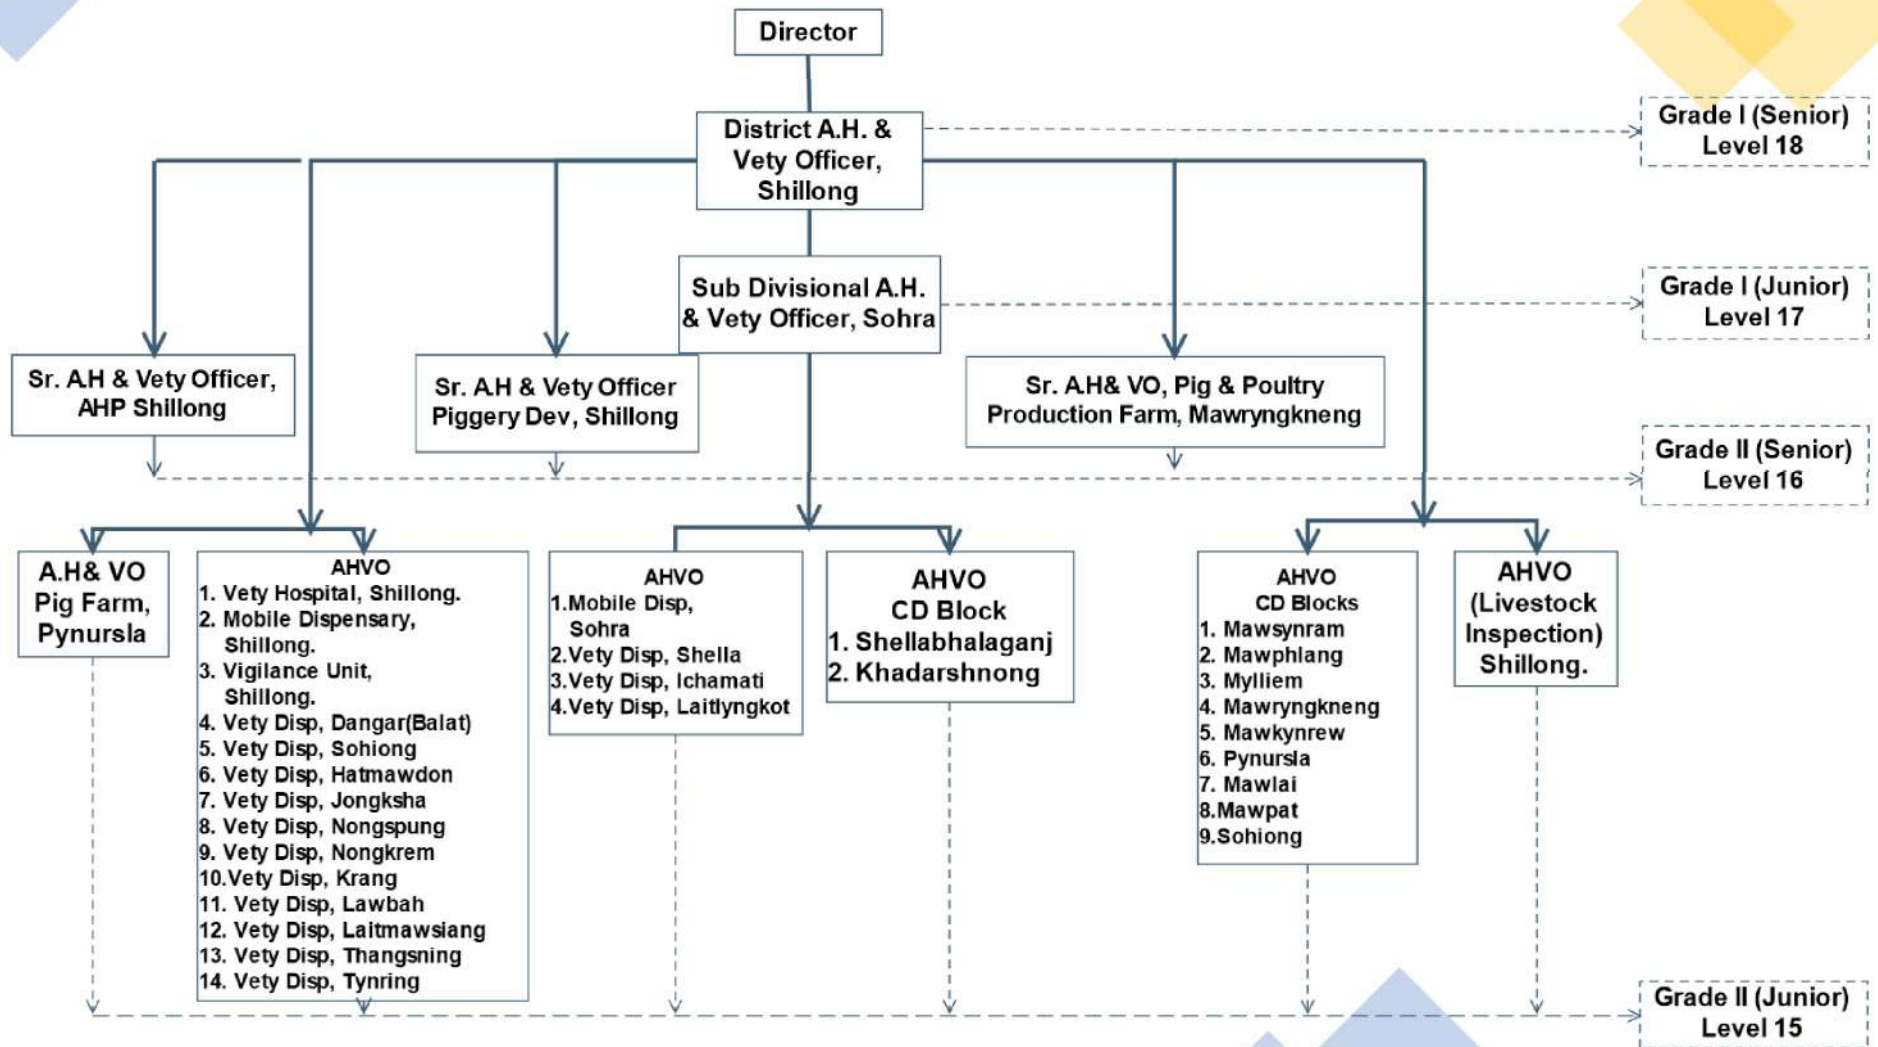 Director
District A.H. &
Vety Officer,
Shillong
Grade I (Senior)
Level 18
Sub Divisional A.H.
& Vety Officer, Sohra
Grade I (Junior)
Level 17
Sr. A.H & Vety Officer,
AHP Shillong
Sr. A.H & Vety Officer
Piggery Dev, Shillong
Sr. A.H& VO, Pig & Poultry
Production Farm, Mawryngkneng
Grade II (Senior)
Level 16
A.H& VO
Pig Farm,
Pynursla
AHVO
1. Vety Hospital, Shillong.
2. Mobile Dispensary,
Shillong.
3. Vigilance Unit,
Shillong.
4. Vety Disp, Dangar(Balat)
5. Vety Disp, Sohiong
6. Vety Disp, Hatmawdon
7. Vety Disp, Jongksha
8. Vety Disp, Nongspung
9. Vety Disp, Nongkrem
10.Vety Disp, Krang
11. Vety Disp, Lawbah
12. Vety Disp, Laitmawsiang
13. Vety Disp, Thangsning
14. Vety Disp, Tynring
AHVO
1.Mobile Disp,
Sohra
2.Vety Disp, Shella
3.Vety Disp, Ichamati
4.Vety Disp, Laitlyngkot
AHVO
CD Block
1. Shellabhalaganj
2. Khadarshnong
AHVO
CD Blocks
1. Mawsynram
2. Mawphlang
3. Mylliem
4. Mawryngkneng
5. Mawkynrew
6. Pynursla
7. Mawlai
8.Mawpat
9.Sohiong
AHVO
(Livestock
Inspection)
Shillong.
Grade II (Junior)
Level 15